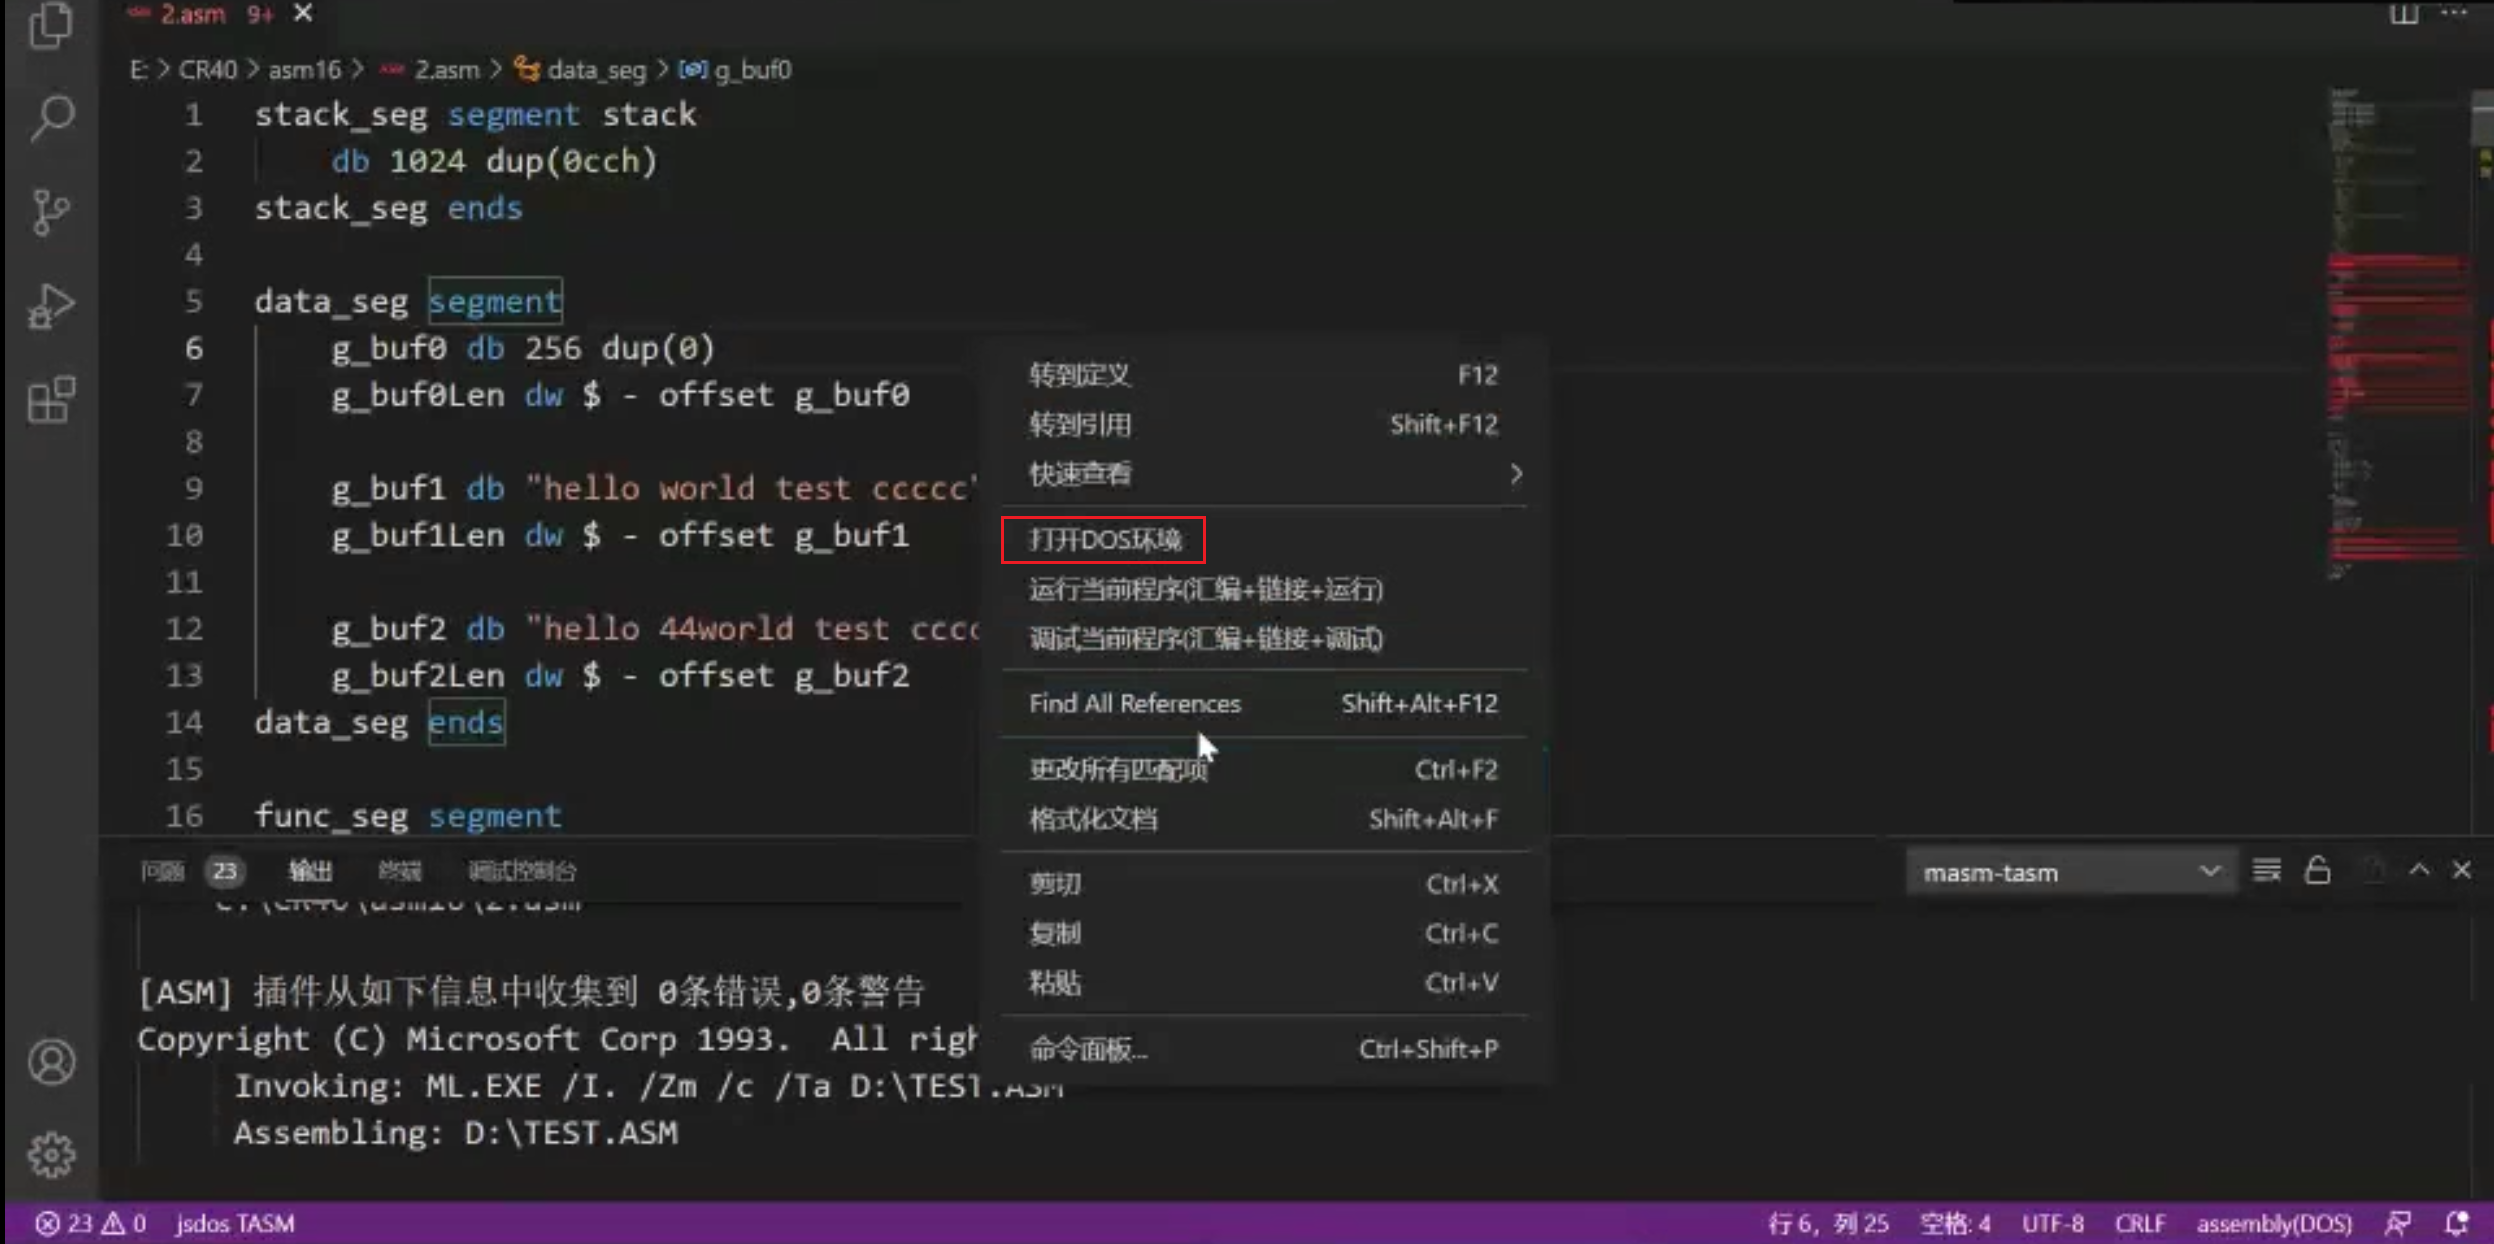 2.asm 9+
E: > CR40 > asm16 > 2.asm > data_seg > g_buf0
1 stack_seg segment stack
2 db 1024 dup(0cch)
3 stack_seg ends
4
5 data_seg segment
6 g_buf0 db 256 dup(0)
7 g_buf0Len dw $ - offset g_buf0
8
9 g_buf1 db "hello world test ccccc"
10 g_buf1Len dw $ - offset g_buf1
11
12 g_buf2 db "hello 44world test cccc
13 g_buf2Len dw $ - offset g_buf2
14 data_seg ends
15
16 func_seg segment
转到定义 F12
转到引用 Shift+F12
快速查看
打开DOS环境
运行当前程序(汇编+链接+运行)
调试当前程序(汇编+链接+调试)
Find All References Shift+Alt+F12
更改所有匹配项 Ctrl+F2
格式化文档 Shift+Alt+F
剪切 Ctrl+X
复制 Ctrl+C
粘贴 Ctrl+V
命令面板... Ctrl+Shift+P
问题 23 输出 终端 调试控制台
masm-tasm
\CR40\asm16\2.asm
[ASM] 插件从如下信息中收集到 0条错误,0条警告
Copyright (C) Microsoft Corp 1993. All righ
Invoking: ML.EXE /I. /Zm /c /Ta D:\TEST.ASM
Assembling: D:\TEST.ASM
23 0 jsdos TASM
行 6, 列 25 空格: 4 UTF-8 CRLF assembly(DOS)